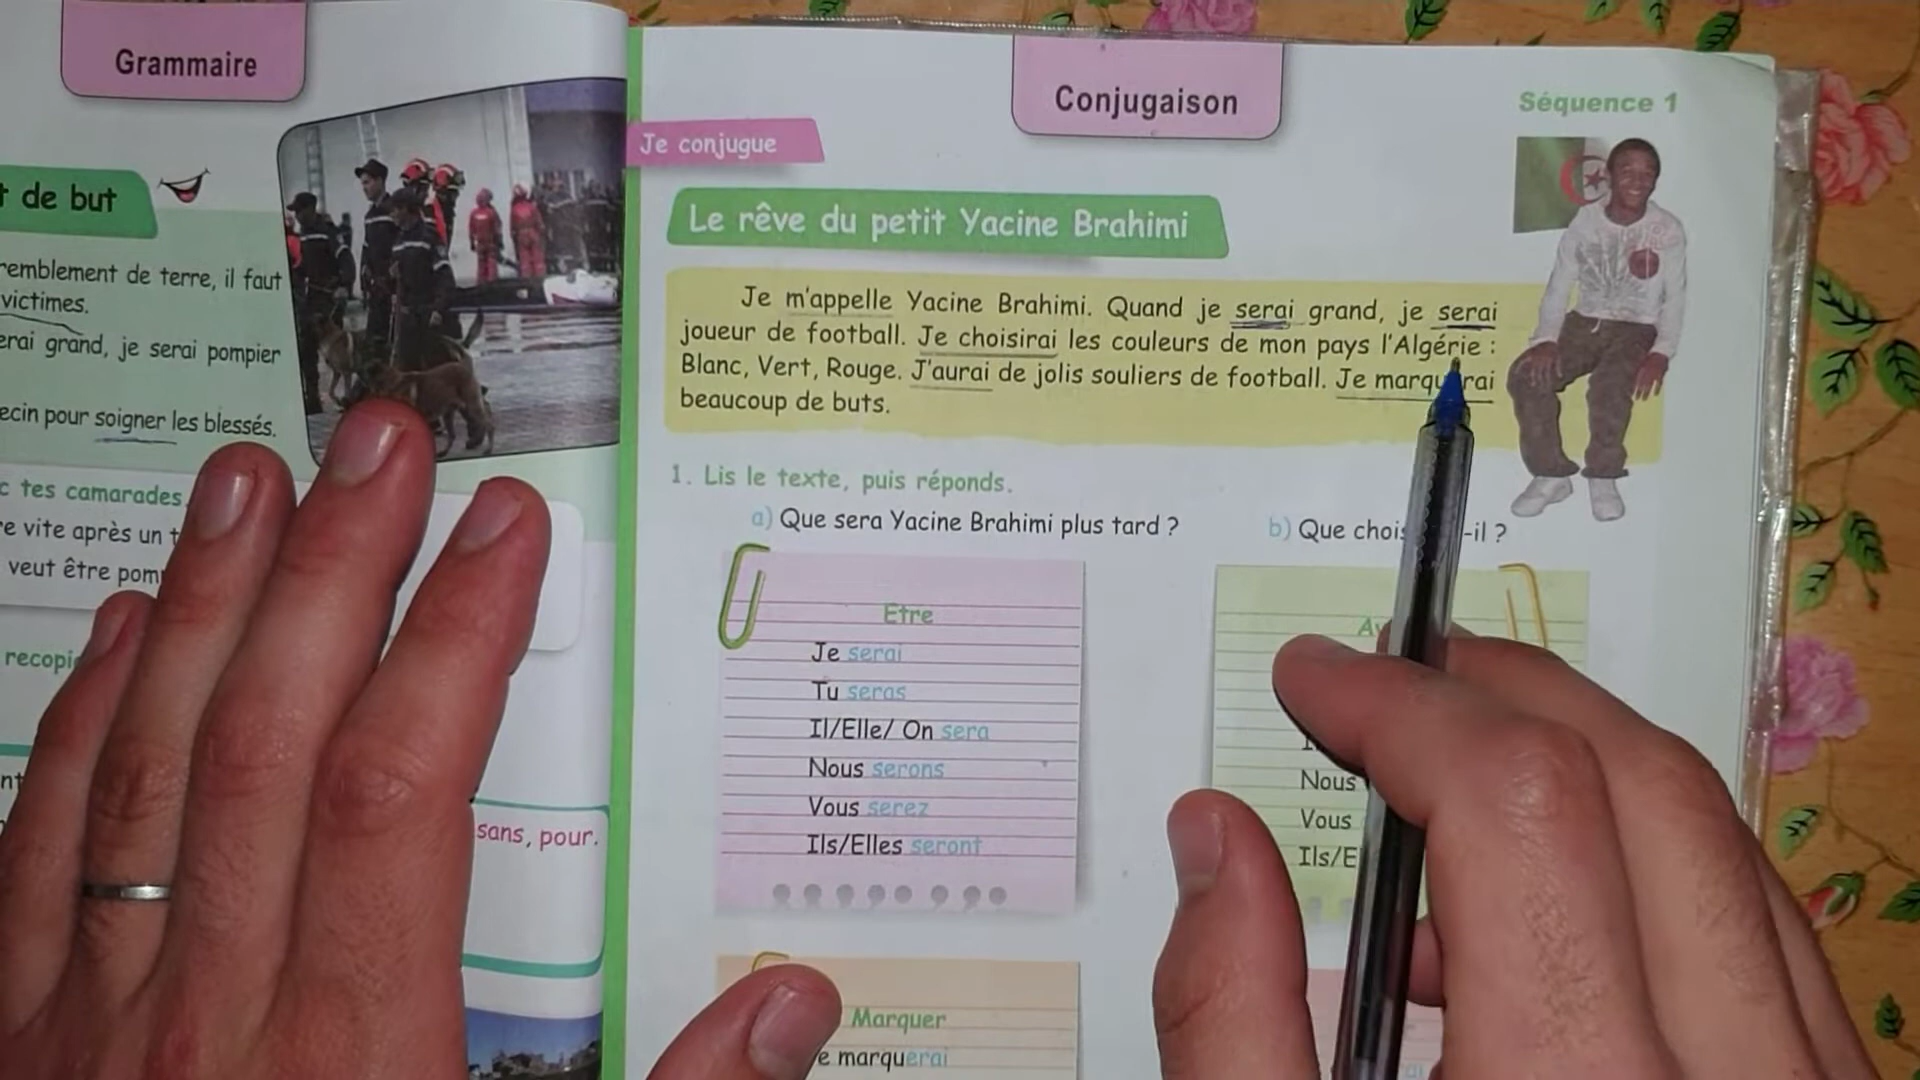 Grammaire
de but
remblement de terre, il faut
victimes.
erai grand, je serai pompier
ecin pour soigner les blessés.
tes camarades
vite après un
veut être
recopi
sans, pour.
Conjugaison
Séquence 1
Je conjugue
Le rêve du petit Yacine Brahimi
Je m'appelle Yacine Brahimi. Quand je serai grand, je serai
joueur de football. Je choisirai les couleurs de mon pays l'Algérie :
Blanc, Vert, Rouge. J'aurai de jolis souliers de football. Je marqu rai
beaucoup de buts.
1. Lis le texte, puis réponds.
a) Que sera Yacine Brahimi plus tard ?
b) Que chois -il ?
Etre
Je serai
Tu seras
Il/Elle/ On sera
Nous serons
Vous serez
Ils/Elles seront
Av
Nous
Vous
Ils/E
Marquer
e marquerai